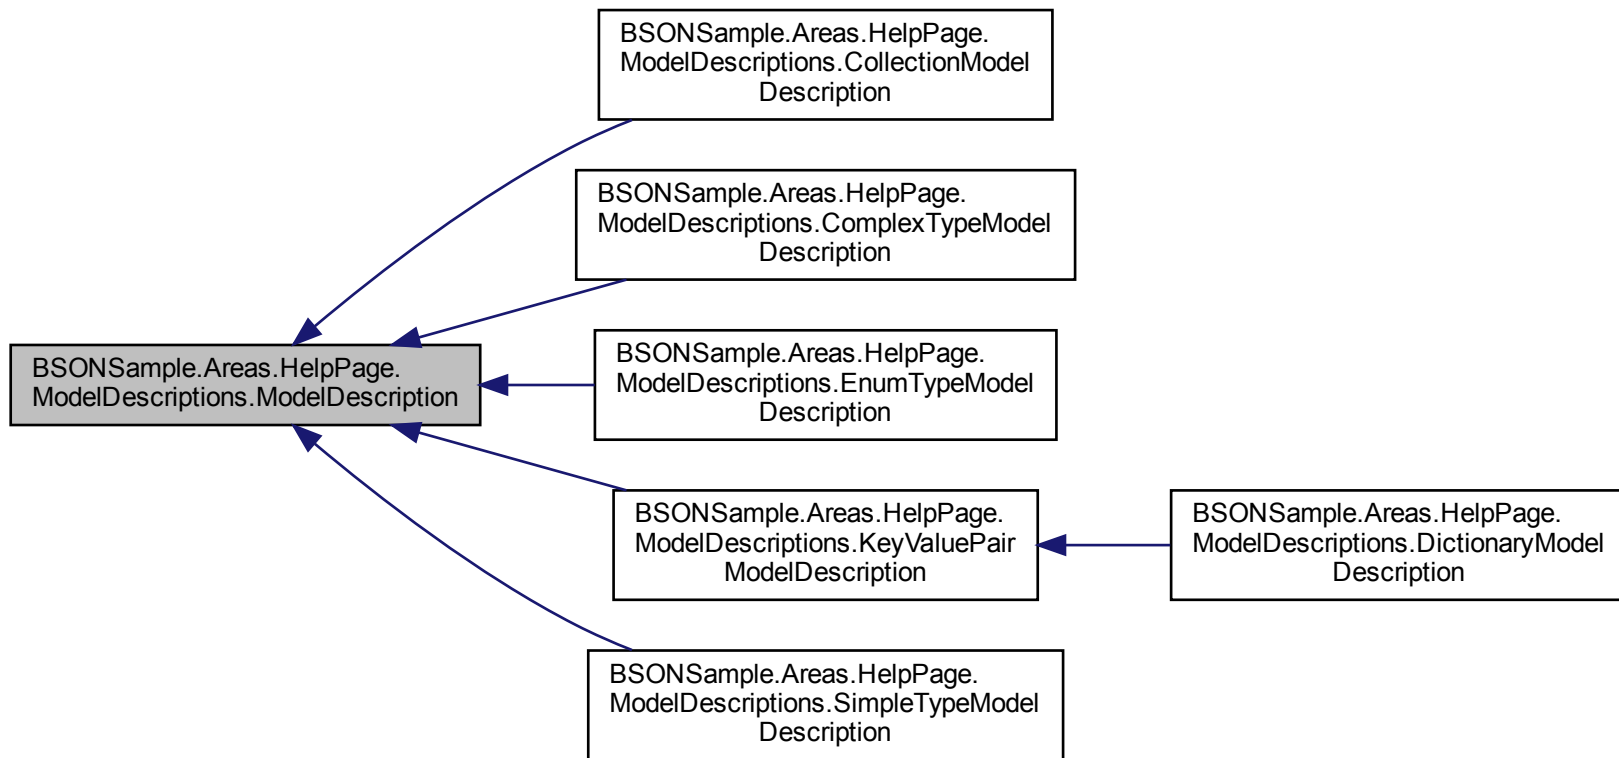 BSONSample.Areas.HelpPage.
ModelDescriptions.CollectionModel
Description
BSONSample.Areas.HelpPage.
ModelDescriptions.ComplexTypeModel
Description
BSONSample.Areas.HelpPage.
ModelDescriptions.ModelDescription
BSONSample.Areas.HelpPage.
ModelDescriptions.EnumTypeModel
Description
BSONSample.Areas.HelpPage.
ModelDescriptions.KeyValuePair
ModelDescription
BSONSample.Areas.HelpPage.
ModelDescriptions.DictionaryModel
Description
BSONSample.Areas.HelpPage.
ModelDescriptions.SimpleTypeModel
Description